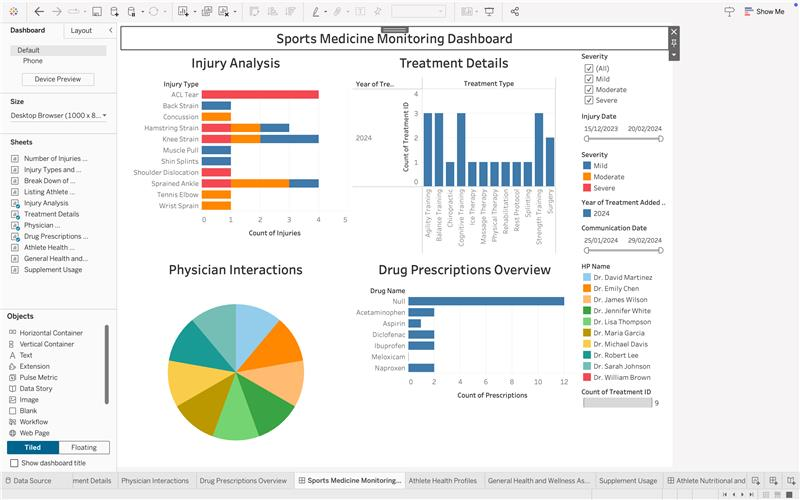 Show Me
Dashboard
Layout
Default
Phone
Device Preview
Size
Desktop Browser (1000 x 8...
Sheets
Number of Injuries ...
Injury Types and ...
Break Down of ...
Listing Athlete ...
Injury Analysis
Treatment Details
Physician ...
Drug Prescriptions ...
Athlete Health ...
General Health and...
Supplement Usage
Objects
Horizontal Container
Vertical Container
A Text
Extension
Pulse Metric
Data Story
Image
Blank
Workflow
Web Page
Tiled
Floating
Show dashboard title
Sports Medicine Monitoring Dashboard
Injury Analysis
Injury Type
ACL Tear
Back Strain
Concussion
Hamstring Strain
Knee Strain
Muscle Pull
Shin Splints
Shoulder Dislocation
Sprained Ankle
Tennis Elbow
Wrist Sprain
0 1 2 3 4 5
Count of Injuries
Treatment Details
Year of Tre..
Treatment Type
2024
Count of Treatment ID
4
3
2
1
0
Agility Training
Balance Training
Chiropractic
Cognitive Training
Ice Therapy
Massage Therapy
Physical Therapy
Rehabilitation
Rest Protocol
Splinting
Strength Training
Surgery
Physician Interactions
Drug Prescriptions Overview
Drug Name
Null
Acetaminophen
Aspirin
Diclofenac
Ibuprofen
Meloxicam
Naproxen
0 2 4 6 8 10 12
Count of Prescriptions
Severity
(All)
Mild
Moderate
Severe
Injury Date
15/12/2023 20/02/2024
Severity
Mild
Moderate
Severe
Year of Treatment Added ..
2024
Communication Date
25/01/2024 29/02/2024
HP Name
Dr. David Martinez
Dr. Emily Chen
Dr. James Wilson
Dr. Jennifer White
Dr. Lisa Thompson
Dr. Maria Garcia
Dr. Michael Davis
Dr. Robert Lee
Dr. Sarah Johnson
Dr. William Brown
Count of Treatment ID
9
Data Source
ment Details
Physician Interactions
Drug Prescriptions Overview
Sports Medicine Monitoring...
Athlete Health Profiles
General Health and Wellness As...
Supplement Usage
Athlete Nutritional and